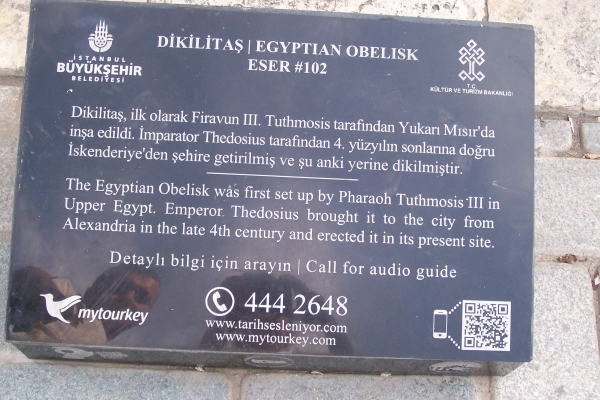 İSTANBUL
BÜYÜKŞEHİR
BELEDİYESİ
DİKİLİTAŞ | EGYPTIAN OBELISK
ESER #102
T.C.
KÜLTÜR VE TURİZM BAKANLIĞI
Dikilitaş, ilk olarak Firavun III. Tuthmosis tarafından Yukarı Mısır'da
inşa edildi. İmparator Thedosius tarafından 4. yüzyılın sonlarına doğru
İskenderiye'den şehire getirilmiş ve şu anki yerine dikilmiştir.
The Egyptian Obelisk was first set up by Pharaoh Tuthmosis III in
Upper Egypt. Emperor Thedosius brought it to the city from
Alexandria in the late 4th century and erected it in its present site.
Detaylı bilgi için arayın | Call for audio guide
mytourkey
444 2648
www.tarihsesleniyor.com
www.mytourkey.com